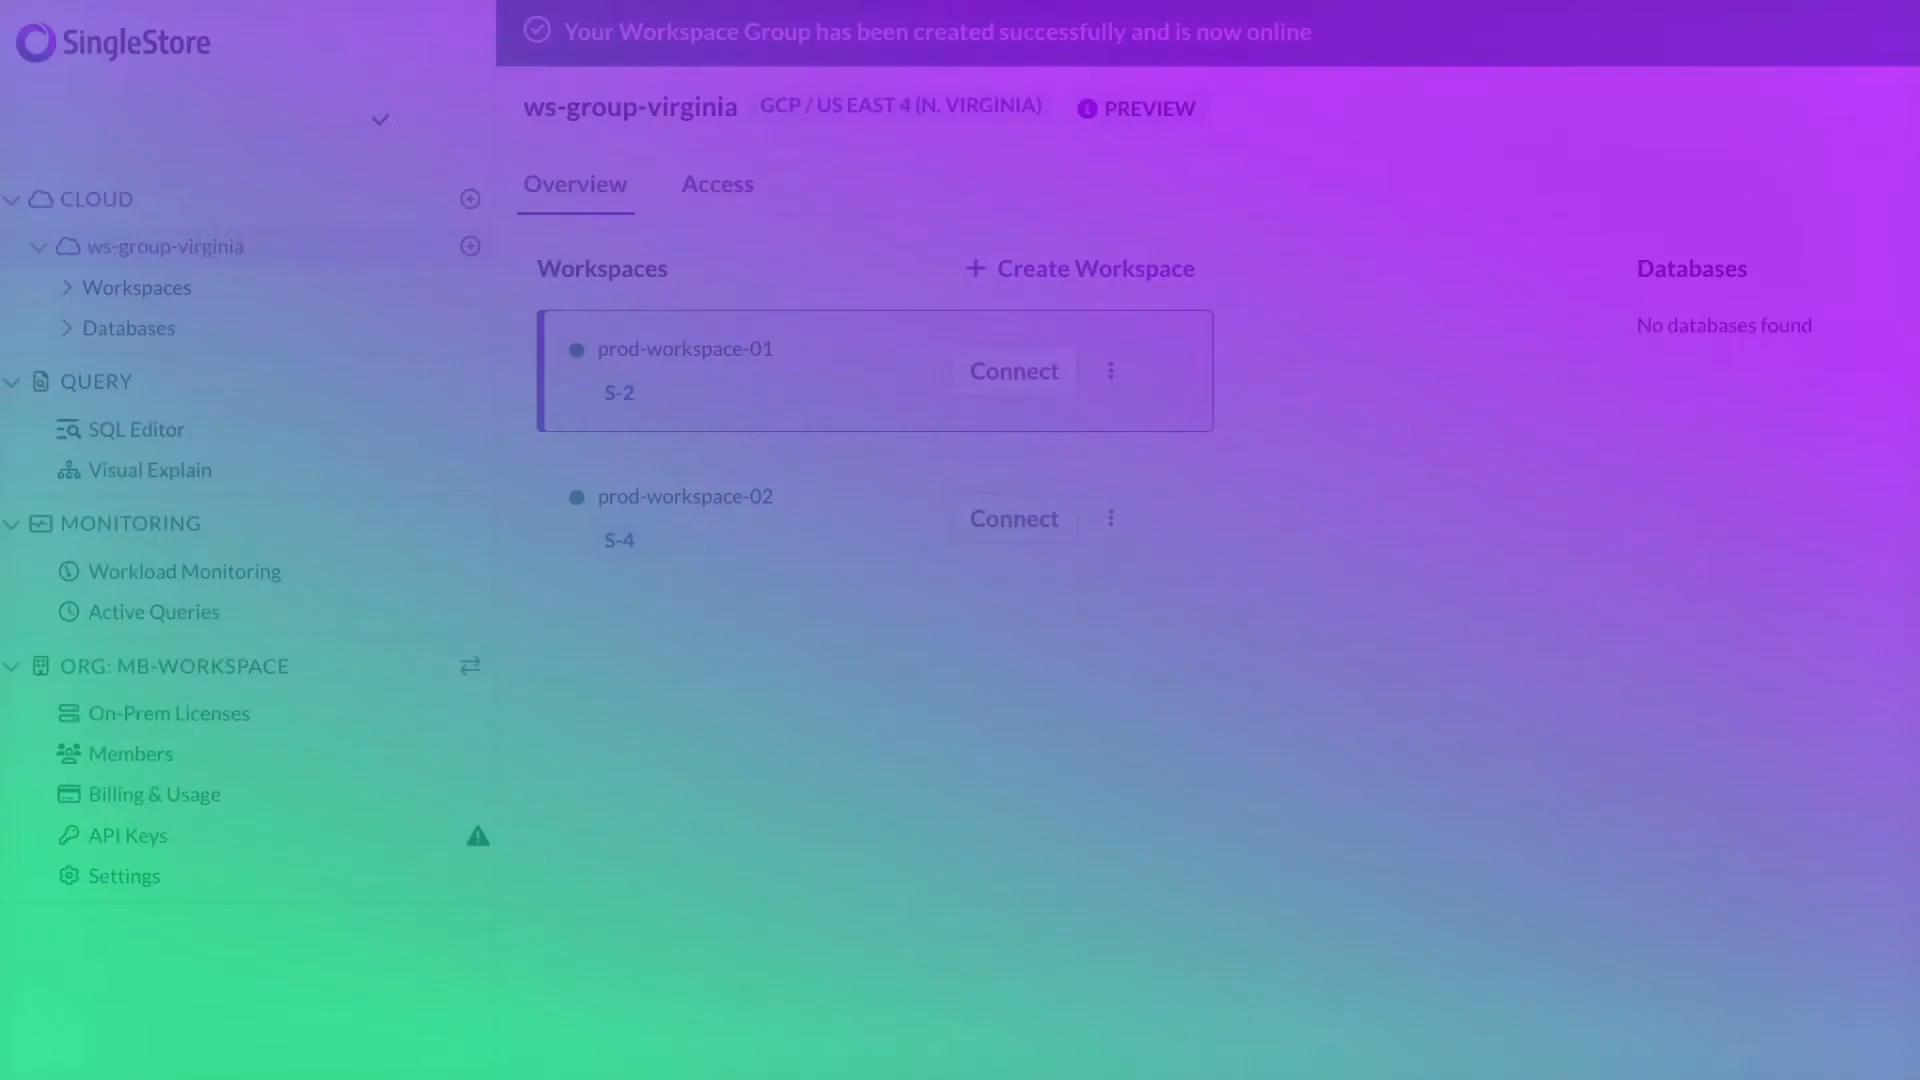 SingleStore
CLOUD
ws-group-virginia
Workspaces
Databases
QUERY
SQL Editor
Visual Explain
MONITORING
Workload Monitoring
Active Queries
ORG: MB-WORKSPACE
On-Prem Licenses
Members
Billing & Usage
API Keys
Settings
Your Workspace Group has been created successfully and is now online
ws-group-virginia GCP / US EAST 4 (N. VIRGINIA) PREVIEW
Overview Access
Workspaces + Create Workspace
prod-workspace-01
S-2
Connect
prod-workspace-02
S-4
Connect
Databases
No databases found